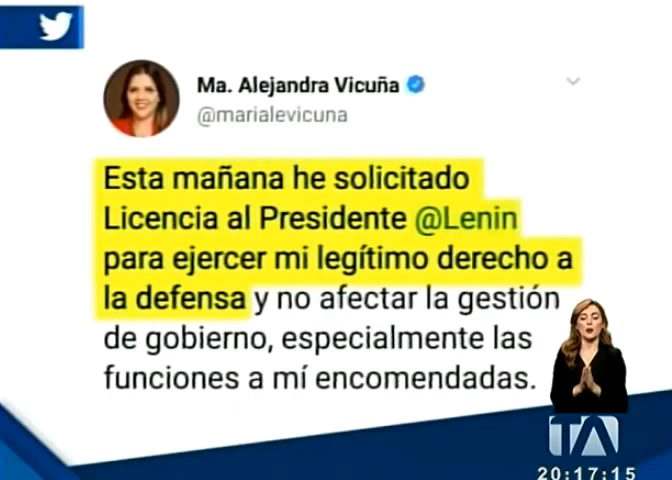 Ma. Alejandra Vicuña
@marialevicuna
Esta mañana he solicitado
Licencia al Presidente @Lenin
para ejercer mi legítimo derecho a
la defensa y no afectar la gestión
de gobierno, especialmente las
funciones a mí encomendadas.
TA
20:17:15